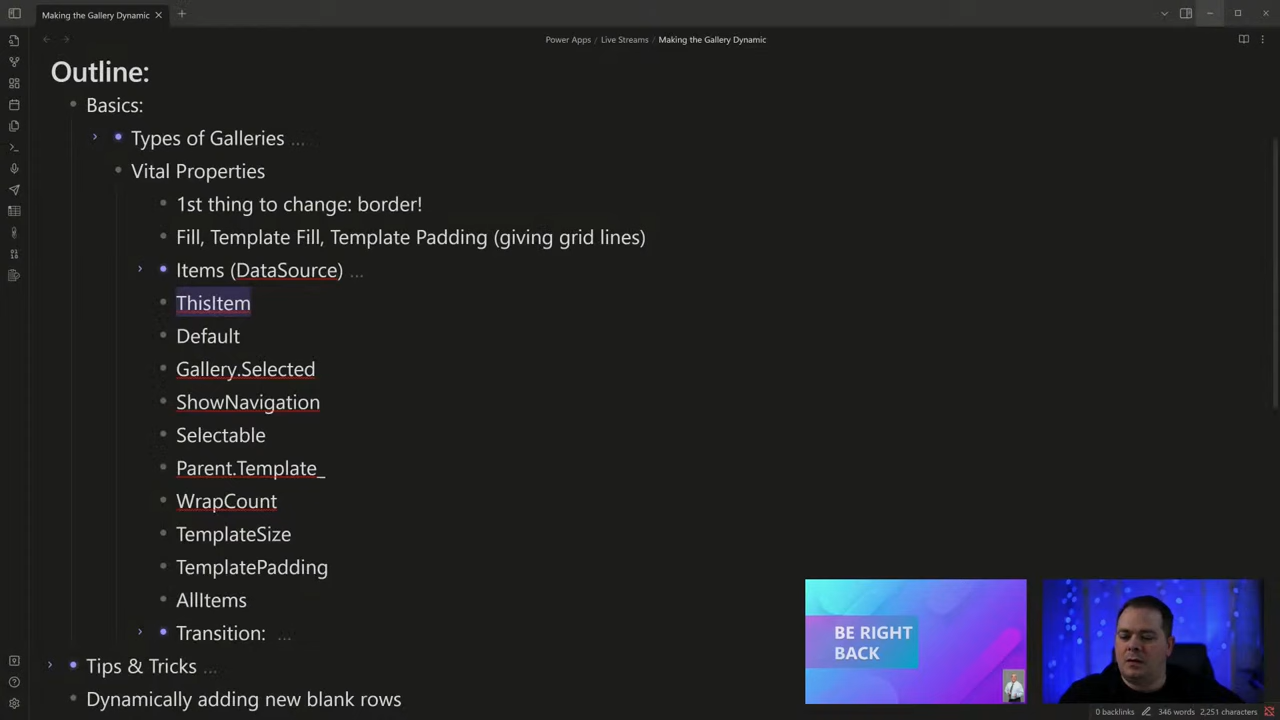 Making the Gallery Dynamic
Power Apps / Live Streams / Making the Gallery Dynamic
Outline:
Basics:
Types of Galleries ...
Vital Properties
1st thing to change: border!
Fill, Template Fill, Template Padding (giving grid lines)
Items (DataSource) ...
ThisItem
Default
Gallery.Selected
ShowNavigation
Selectable
Parent.Template_
WrapCount
TemplateSize
TemplatePadding
AllItems
Transition: ...
Tips & Tricks ...
Dynamically adding new blank rows
BE RIGHT
BACK
0 backlinks 346 words 2,251 characters